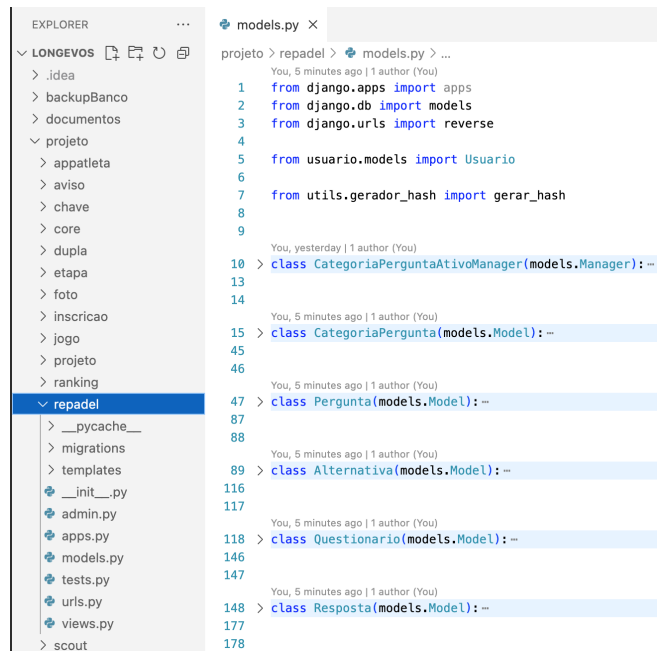 EXPLORER ...
LONGEVOS
.idea
backupBanco
documentos
projeto
appatleta
aviso
chave
core
dupla
etapa
foto
inscricao
jogo
projeto
ranking
repadel
__pycache__
migrations
templates
__init__.py
admin.py
apps.py
models.py
tests.py
urls.py
views.py
scout
models.py
projeto > repadel > models.py > ...
You, 5 minutes ago | 1 author (You)
1 from django.apps import apps
2 from django.db import models
3 from django.urls import reverse
4
5 from usuario.models import Usuario
6
7 from utils.gerador_hash import gerar_hash
8
9
You, yesterday | 1 author (You)
10 > class CategoriaPerguntaAtivoManager(models.Manager): ...
13
14
You, 5 minutes ago | 1 author (You)
15 > class CategoriaPergunta(models.Model): ...
45
46
You, 5 minutes ago | 1 author (You)
47 > class Pergunta(models.Model): ...
87
88
You, 5 minutes ago | 1 author (You)
89 > class Alternativa(models.Model): ...
116
117
You, 5 minutes ago | 1 author (You)
118 > class Questionario(models.Model): ...
146
147
You, 5 minutes ago | 1 author (You)
148 > class Resposta(models.Model): ...
177
178